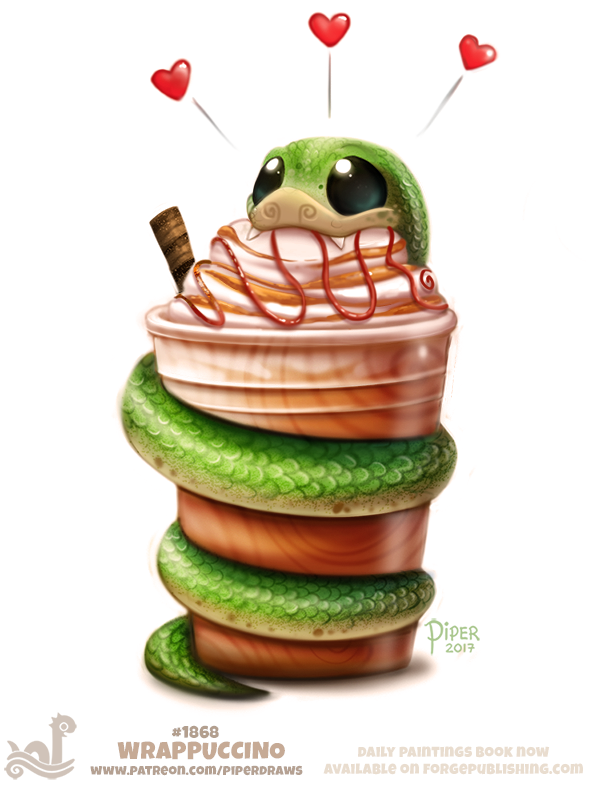 PIPER
2017
#1868
WRAPPUCCINO
www.patreon.com/piperdraws
DAILY PAINTINGS BOOK NOW
AVAILABLE ON FORGEPUBLISHING.COM